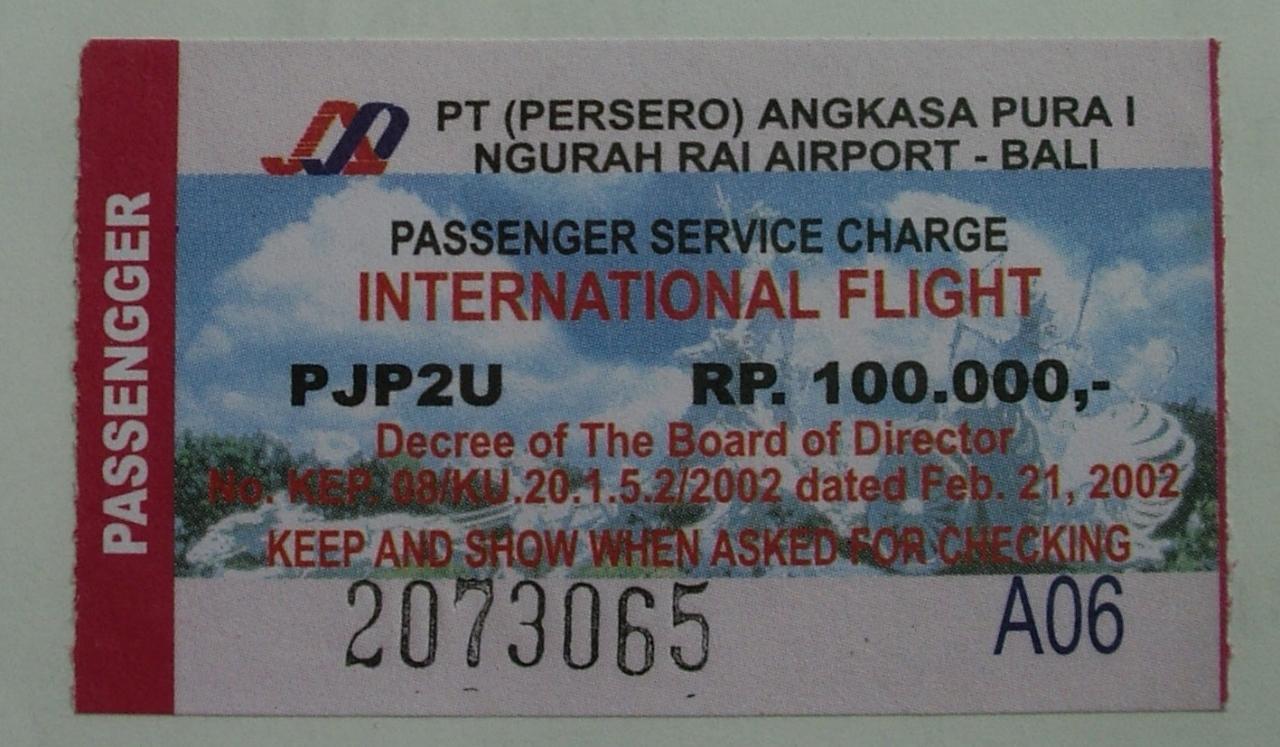 PASSENGGER
PT (PERSERO) ANGKASA PURA I
NGURAH RAI AIRPORT - BALI
PASSENGER SERVICE CHARGE
INTERNATIONAL FLIGHT
PJP2U RP. 100.000,-
Decree of The Board of Director
No. KEP. 08/KU.20.1.5.2/2002 dated Feb. 21, 2002
KEEP AND SHOW WHEN ASKED FOR CHECKING
2073065 A06